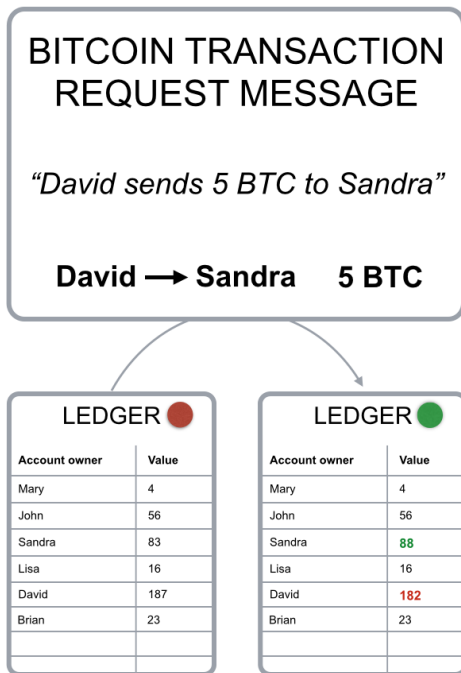 BITCOIN TRANSACTION
REQUEST MESSAGE
“David sends 5 BTC to Sandra”
David → Sandra 5 BTC
LEDGER
Account owner Value
Mary 4
John 56
Sandra 83
Lisa 16
David 187
Brian 23
LEDGER
Account owner Value
Mary 4
John 56
Sandra 88
Lisa 16
David 182
Brian 23